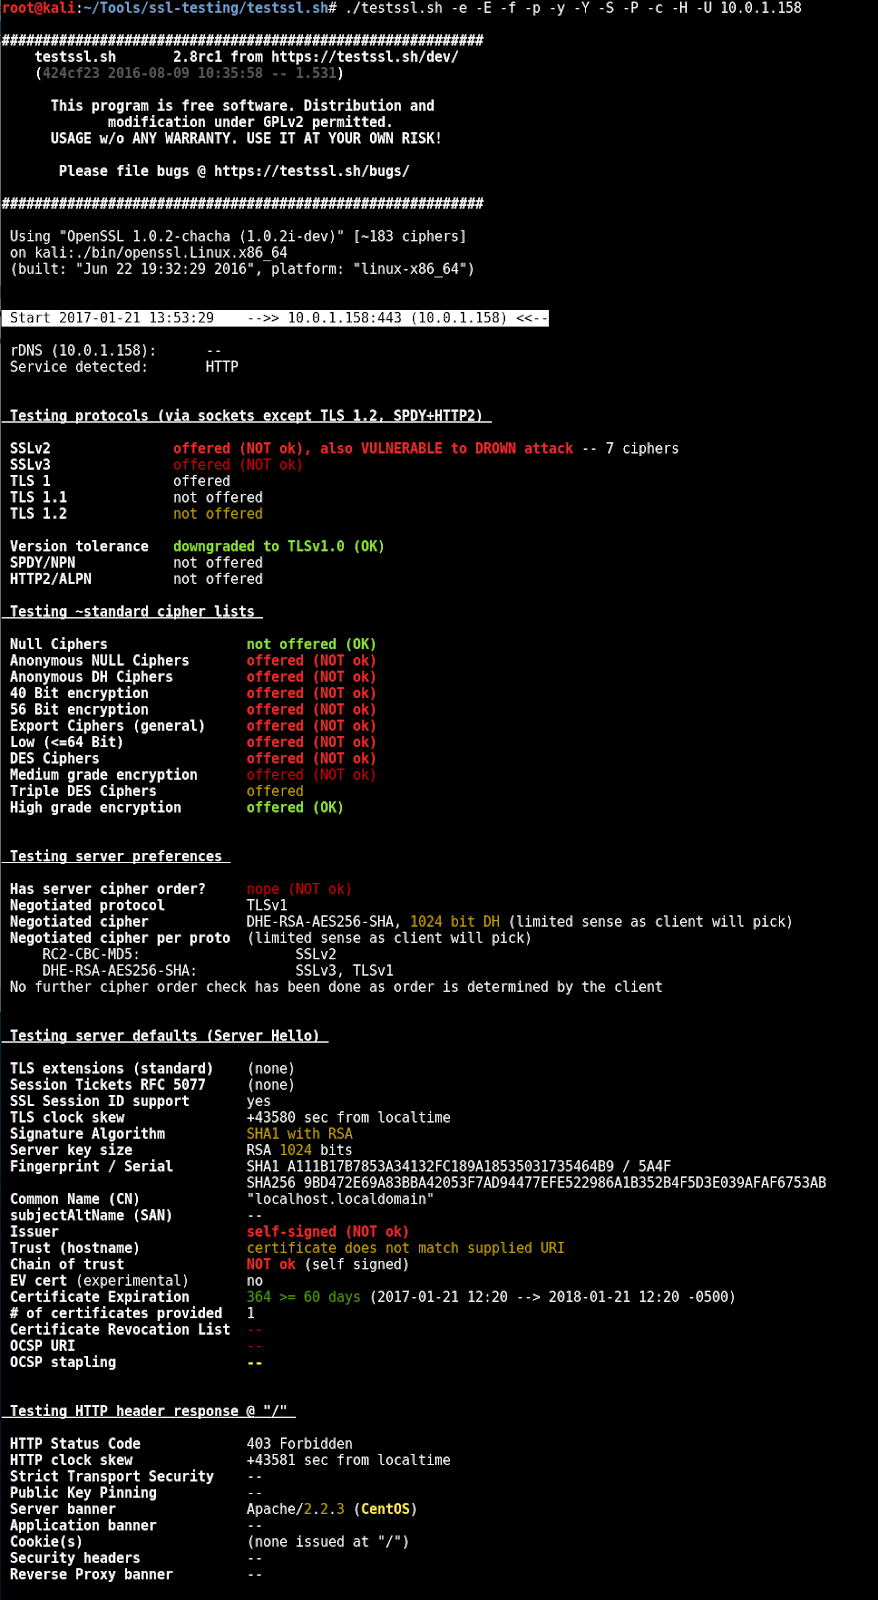 root@kali:~/Tools/ssl-testing/testssl.sh# ./testssl.sh -e -E -f -p -y -Y -S -P -c -H -U 10.0.1.158
###########################################################
testssl.sh       2.8rc1 from https://testssl.sh/dev/
(424cf23 2016-08-09 10:35:58 -- 1.531)
This program is free software. Distribution and
modification under GPLv2 permitted.
USAGE w/o ANY WARRANTY. USE IT AT YOUR OWN RISK!
Please file bugs @ https://testssl.sh/bugs/
###########################################################
Using "OpenSSL 1.0.2-chacha (1.0.2i-dev)" [~183 ciphers]
on kali:./bin/openssl.Linux.x86_64
(built: "Jun 22 19:32:29 2016", platform: "linux-x86_64")
Start 2017-01-21 13:53:29    -->> 10.0.1.158:443 (10.0.1.158) <<--
rDNS (10.0.1.158):      --
Service detected:       HTTP
Testing protocols (via sockets except TLS 1.2, SPDY+HTTP2)
SSLv2               offered (NOT ok), also VULNERABLE to DROWN attack -- 7 ciphers
SSLv3               offered (NOT ok)
TLS 1               offered
TLS 1.1             not offered
TLS 1.2             not offered
Version tolerance   downgraded to TLSv1.0 (OK)
SPDY/NPN            not offered
HTTP2/ALPN          not offered
Testing ~standard cipher lists
Null Ciphers                 not offered (OK)
Anonymous NULL Ciphers       offered (NOT ok)
Anonymous DH Ciphers         offered (NOT ok)
40 Bit encryption            offered (NOT ok)
56 Bit encryption            offered (NOT ok)
Export Ciphers (general)     offered (NOT ok)
Low (<=64 Bit)               offered (NOT ok)
DES Ciphers                  offered (NOT ok)
Medium grade encryption      offered (NOT ok)
Triple DES Ciphers           offered
High grade encryption        offered (OK)
Testing server preferences
Has server cipher order?     nope (NOT ok)
Negotiated protocol          TLSv1
Negotiated cipher            DHE-RSA-AES256-SHA, 1024 bit DH (limited sense as client will pick)
Negotiated cipher per proto  (limited sense as client will pick)
RC2-CBC-MD5:                   SSLv2
DHE-RSA-AES256-SHA:            SSLv3, TLSv1
No further cipher order check has been done as order is determined by the client
Testing server defaults (Server Hello)
TLS extensions (standard)    (none)
Session Tickets RFC 5077     (none)
SSL Session ID support       yes
TLS clock skew               +43580 sec from localtime
Signature Algorithm          SHA1 with RSA
Server key size              RSA 1024 bits
Fingerprint / Serial         SHA1 A111B17B7853A34132FC189A18535031735464B9 / 5A4F
SHA256 9BD472E69A83BBA42053F7AD94477EFE522986A1B352B4F5D3E039AFAF6753AB
Common Name (CN)             "localhost.localdomain"
subjectAltName (SAN)         --
Issuer                       self-signed (NOT ok)
Trust (hostname)             certificate does not match supplied URI
Chain of trust               NOT ok (self signed)
EV cert (experimental)       no
Certificate Expiration       364 >= 60 days (2017-01-21 12:20 --> 2018-01-21 12:20 -0500)
# of certificates provided   1
Certificate Revocation List  --
OCSP URI                     --
OCSP stapling                --
Testing HTTP header response @ "/"
HTTP Status Code             403 Forbidden
HTTP clock skew              +43581 sec from localtime
Strict Transport Security    --
Public Key Pinning           --
Server banner                Apache/2.2.3 (CentOS)
Application banner           --
Cookie(s)                    (none issued at "/")
Security headers             --
Reverse Proxy banner         --